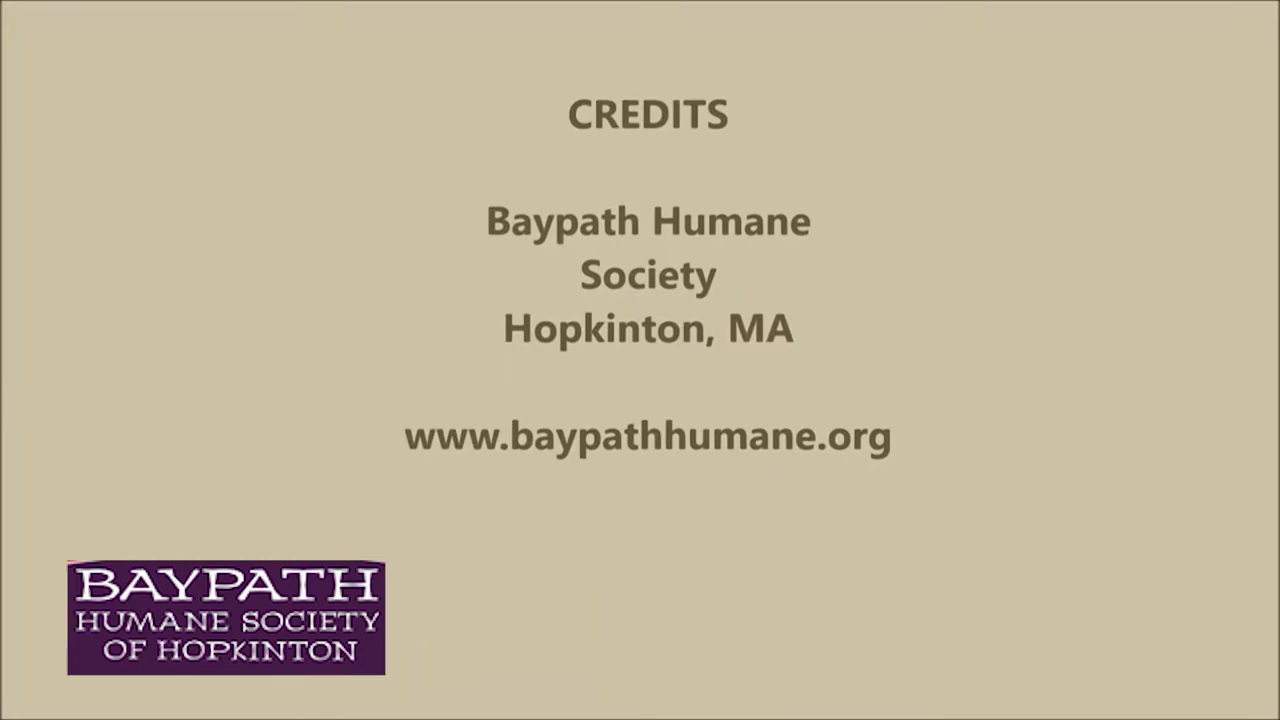 CREDITS
Baypath Humane
Society
Hopkinton, MA
www.baypathhumane.org
BAYPATH
HUMANE SOCIETY
OF HOPKINTON